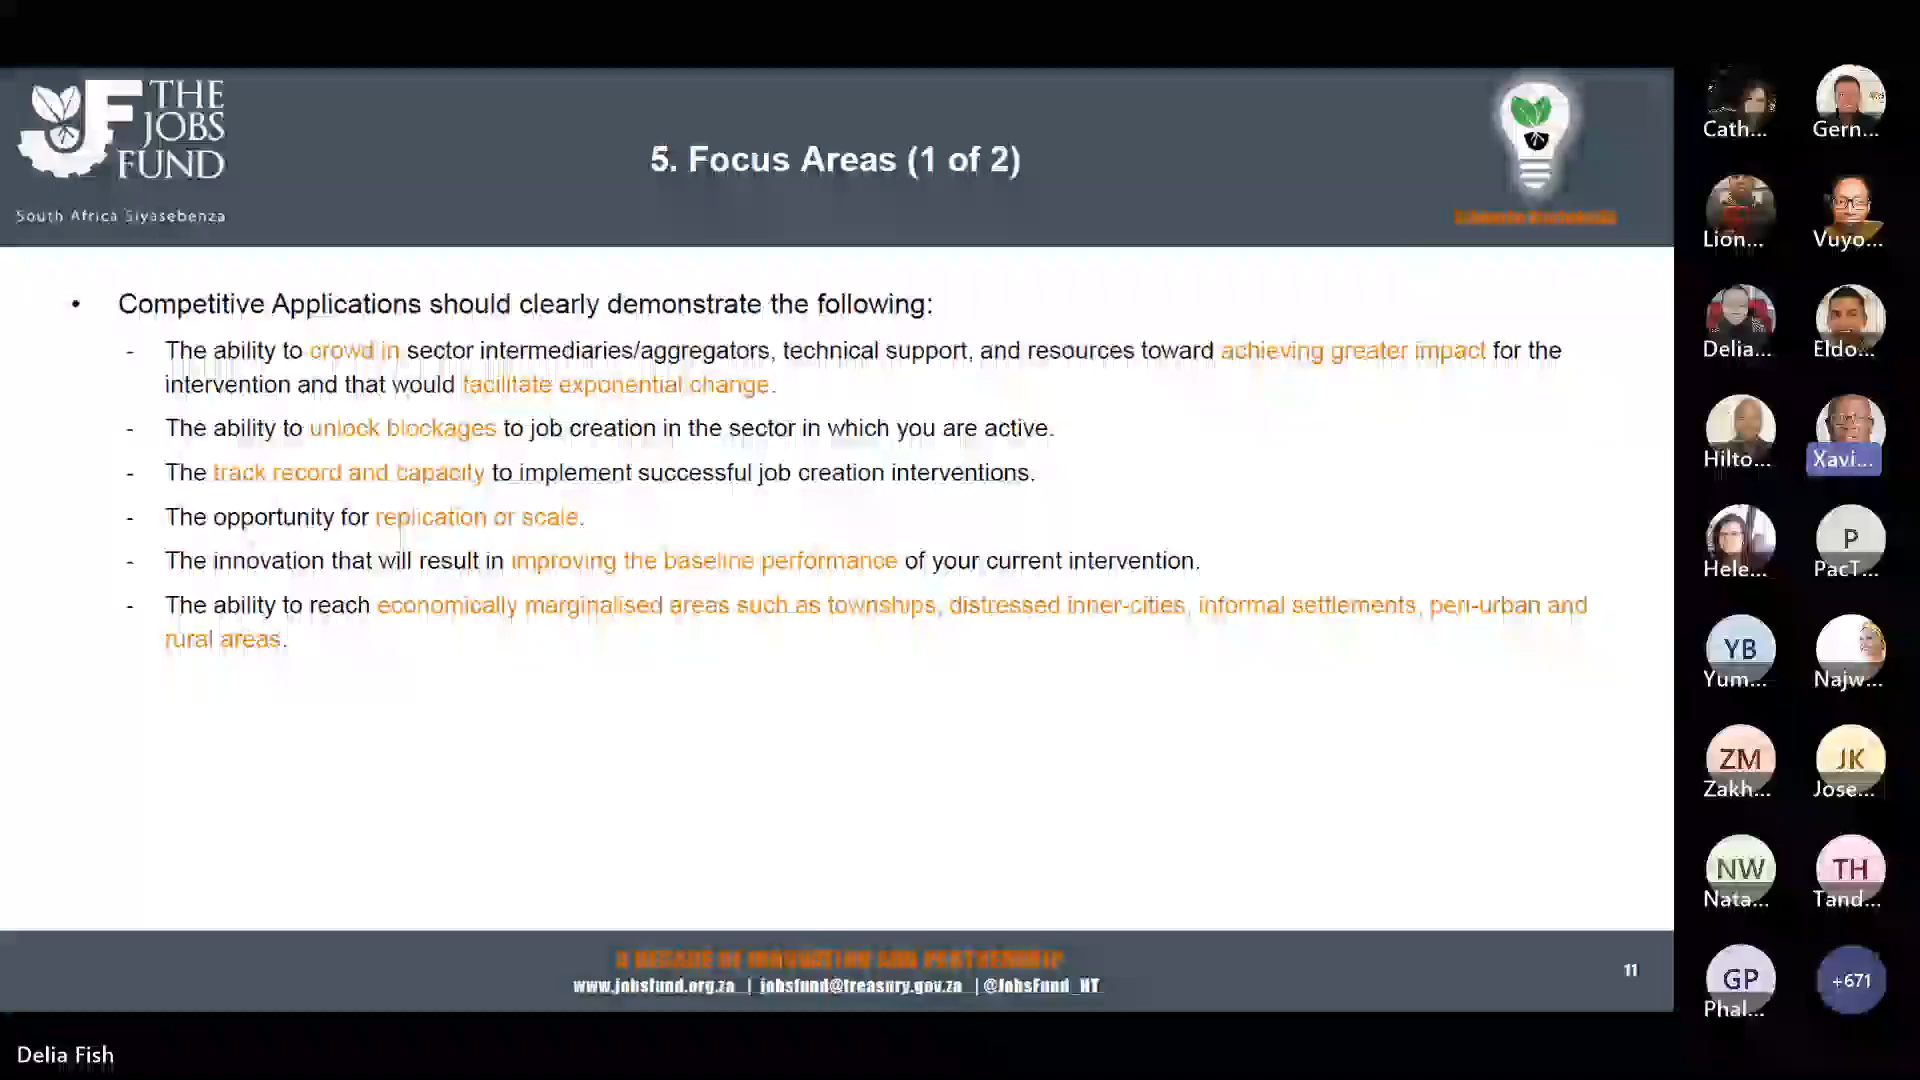 THE
JOBS
FUND
South Africa Siyasebenza
5. Focus Areas (1 of 2)
• Competitive Applications should clearly demonstrate the following:
- The ability to crowd in sector intermediaries/aggregators, technical support, and resources toward achieving greater impact for the
intervention and that would facilitate exponential change.
- The ability to unlock blockages to job creation in the sector in which you are active.
- The track record and capacity to implement successful job creation interventions.
- The opportunity for replication or scale.
- The innovation that will result in improving the baseline performance of your current intervention.
- The ability to reach economically marginalised areas such as townships, distressed inner-cities, informal settlements, peri-urban and
rural areas.
A DECADE OF INNOVATION AND PARTNERSHIP
www.jobsfund.org.za | jobsfund@treasury.gov.za | @JobsFund_NT
11
Cath...
Gern...
Lion...
Vuyo...
Delia...
Eldo...
Hilto...
Xavi...
Hele...
P
PacT...
YB
Yum...
Najw...
ZM
Zakh...
JK
Jose...
NW
Nata...
TH
Tand...
GP
Phal...
+671
Delia Fish